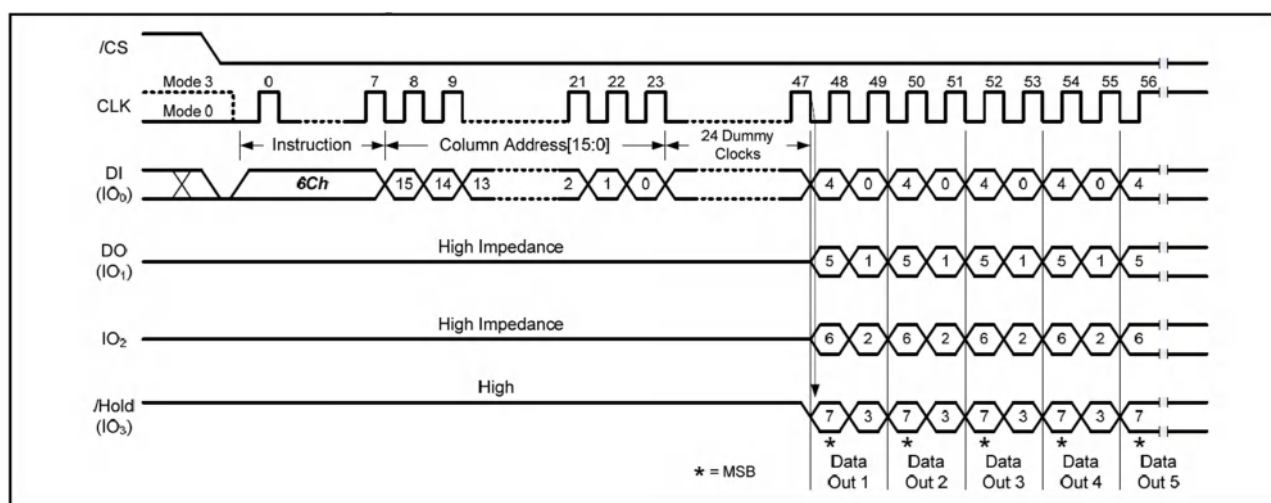 /CS
Mode 3 0 7 8 9 21 22 23 47 48 49 50 51 52 53 54 55 56
CLK Mode 0
Instruction Column Address[15:0] 24 Dummy Clocks
DI (IO0) 6Ch 15 14 13 2 1 0 4 0 4 0 4 0 4 0 4
DO (IO1) High Impedance 5 1 5 1 5 1 5 1 5
IO2 High Impedance 6 2 6 2 6 2 6 2 6
High
/Hold (IO3) 7 3 7 3 7 3 7 3 7
* * * * *
* = MSB Data Out 1 Data Out 2 Data Out 3 Data Out 4 Data Out 5